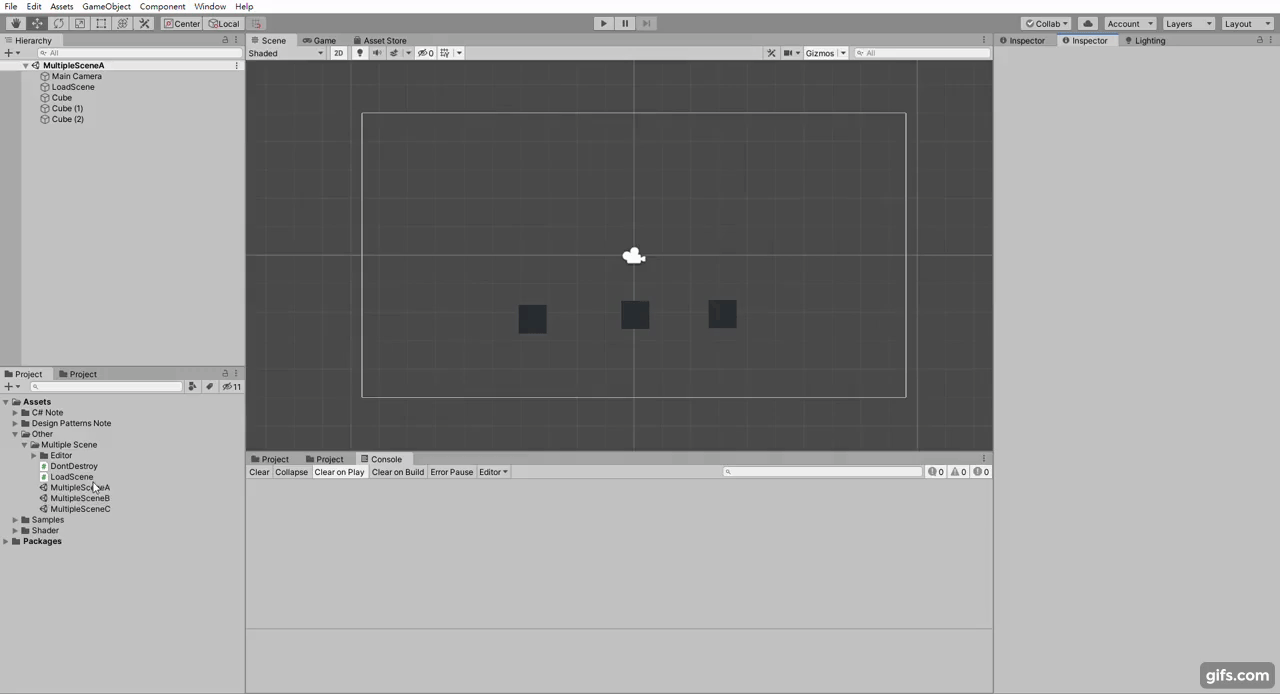 File Edit Assets GameObject Component Window Help
Center Local Collab Account Layers Layout
Hierarchy Scene Game Asset Store Inspector Inspector Lighting
All Shaded 2D 0 Gizmos All
MultipleSceneA
Main Camera
LoadScene
Cube
Cube (1)
Cube (2)
Project Project
11
Assets
C# Note
Design Patterns Note
Other
Multiple Scene
Editor
DontDestroy
LoadScene
MultipleSceneA
MultipleSceneB
MultipleSceneC
Samples
Shader
Packages
Project Project Console
Clear Collapse Clear on Play Clear on Build Error Pause Editor 0 0 0
gifs.com